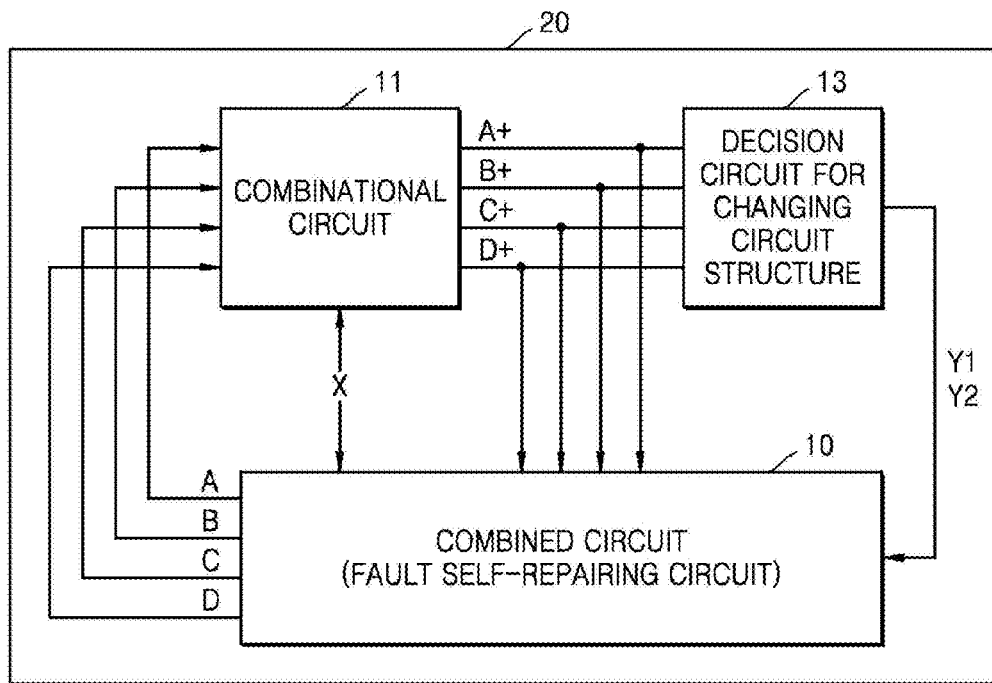 20
11
13
COMBINATIONAL
CIRCUIT
A+
B+
C+
D+
DECISION
CIRCUIT FOR
CHANGING
CIRCUIT
STRUCTURE
X
Y1
Y2
10
A
B
C
D
COMBINED CIRCUIT
(FAULT SELF-REPAIRING CIRCUIT)